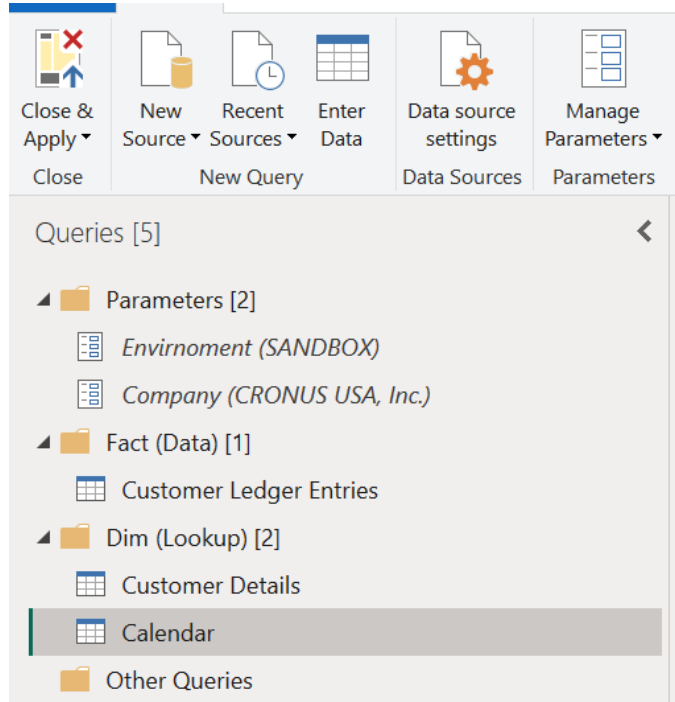 Close &
Apply
New
Source
Recent
Sources
Enter
Data
Data source
settings
Manage
Parameters
Close
New Query
Data Sources
Parameters
Queries [5]
Parameters [2]
Envirnoment (SANDBOX)
Company (CRONUS USA, Inc.)
Fact (Data) [1]
Customer Ledger Entries
Dim (Lookup) [2]
Customer Details
Calendar
Other Queries